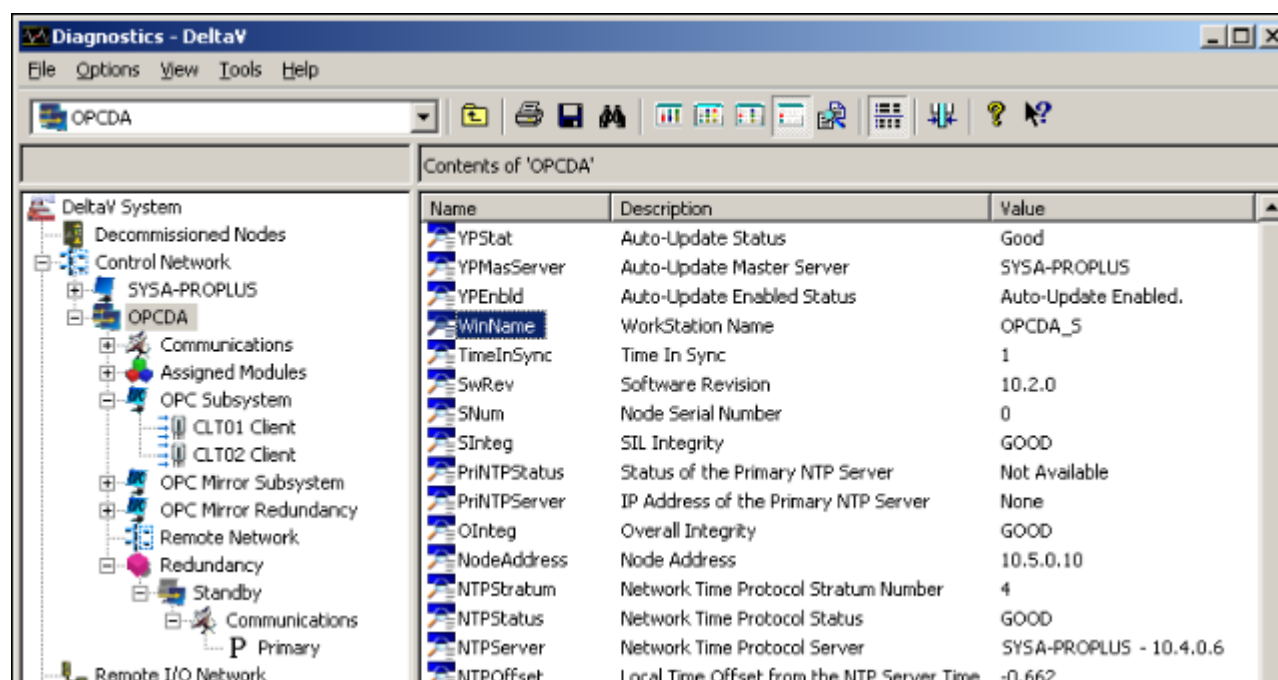 Diagnostics - DeltaV
File Options View Tools Help
OPCDA
Contents of 'OPCDA'
DeltaV System
Decommissioned Nodes
Control Network
SYSA-PROPLUS
OPCDA
Communications
Assigned Modules
OPC Subsystem
CLT01 Client
CLT02 Client
OPC Mirror Subsystem
OPC Mirror Redundancy
Remote Network
Redundancy
Standby
Communications
P Primary
Remote I/O Network
Name Description Value
YPStat Auto-Update Status Good
YPMasServer Auto-Update Master Server SYSA-PROPLUS
YPEnbld Auto-Update Enabled Status Auto-Update Enabled.
WinName WorkStation Name OPCDA_S
TimeInSync Time In Sync 1
SwRev Software Revision 10.2.0
SNum Node Serial Number 0
SInteg SIL Integrity GOOD
PriNTPStatus Status of the Primary NTP Server Not Available
PriNTPServer IP Address of the Primary NTP Server None
OInteg Overall Integrity GOOD
NodeAddress Node Address 10.5.0.10
NTPStratum Network Time Protocol Stratum Number 4
NTPStatus Network Time Protocol Status GOOD
NTPServer Network Time Protocol Server SYSA-PROPLUS - 10.4.0.6
NTPOffset Local Time Offset from the NTP Server Time -0.662